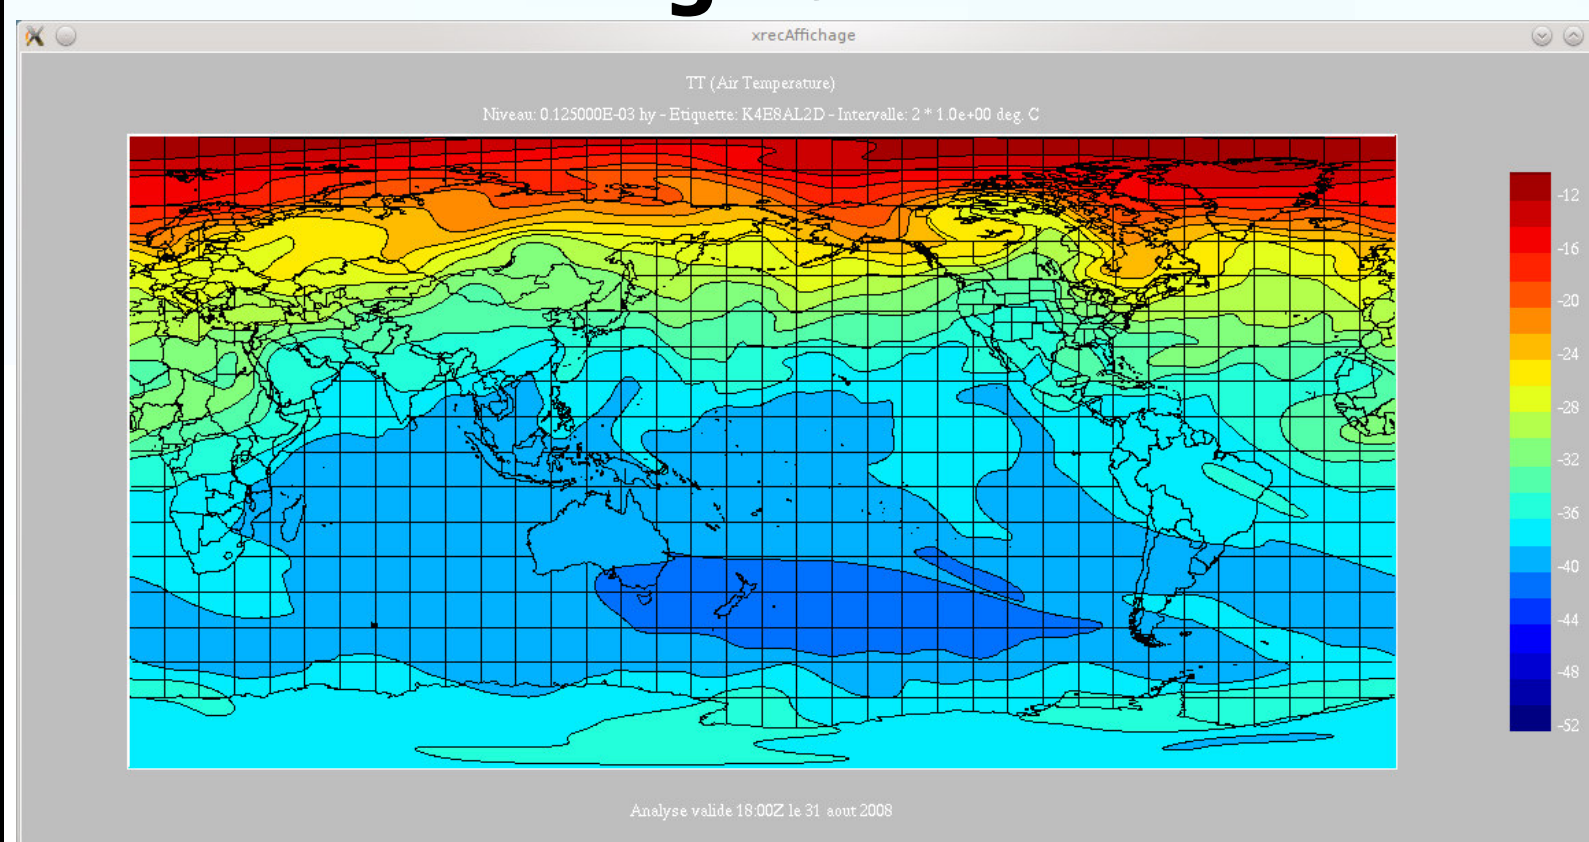 xrecAffichage
TT (Air Temperature)
Niveau: 0.125000E-03 hy - Etiquette: K4E8AL2D - Intervalle: 2 * 1.0e+00 deg. C
-12
-16
-20
-24
-28
-32
-36
-40
-44
-48
-52
Analyse valide 18:00Z le 31 aout 2008